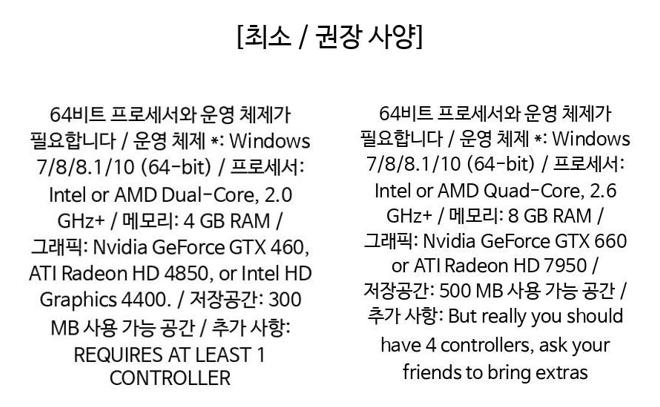 [최소 / 권장 사양]
64비트 프로세서와 운영 체제가
필요합니다 / 운영 체제 *: Windows
7/8/8.1/10 (64-bit) / 프로세서:
Intel or AMD Dual-Core, 2.0
GHz+ / 메모리: 4 GB RAM /
그래픽: Nvidia GeForce GTX 460,
ATI Radeon HD 4850, or Intel HD
Graphics 4400. / 저장공간: 300
MB 사용 가능 공간 / 추가 사항:
REQUIRES AT LEAST 1
CONTROLLER
64비트 프로세서와 운영 체제가
필요합니다 / 운영 체제 *: Windows
7/8/8.1/10 (64-bit) / 프로세서:
Intel or AMD Quad-Core, 2.6
GHz+ / 메모리: 8 GB RAM /
그래픽: Nvidia GeForce GTX 660
or ATI Radeon HD 7950 /
저장공간: 500 MB 사용 가능 공간 /
추가 사항: But really you should
have 4 controllers, ask your
friends to bring extras